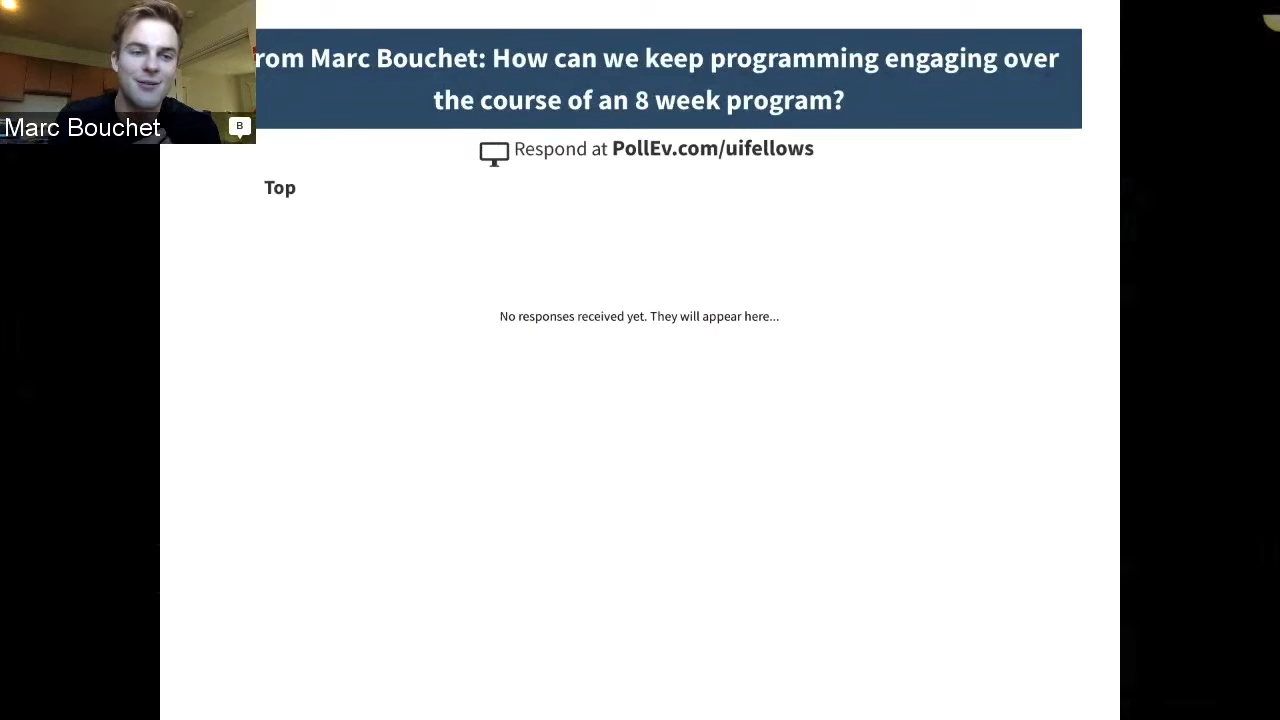 rom Marc Bouchet: How can we keep programming engaging over
the course of an 8 week program?
Marc Bouchet
B
Respond at PollEv.com/uifellows
Top
No responses received yet. They will appear here...